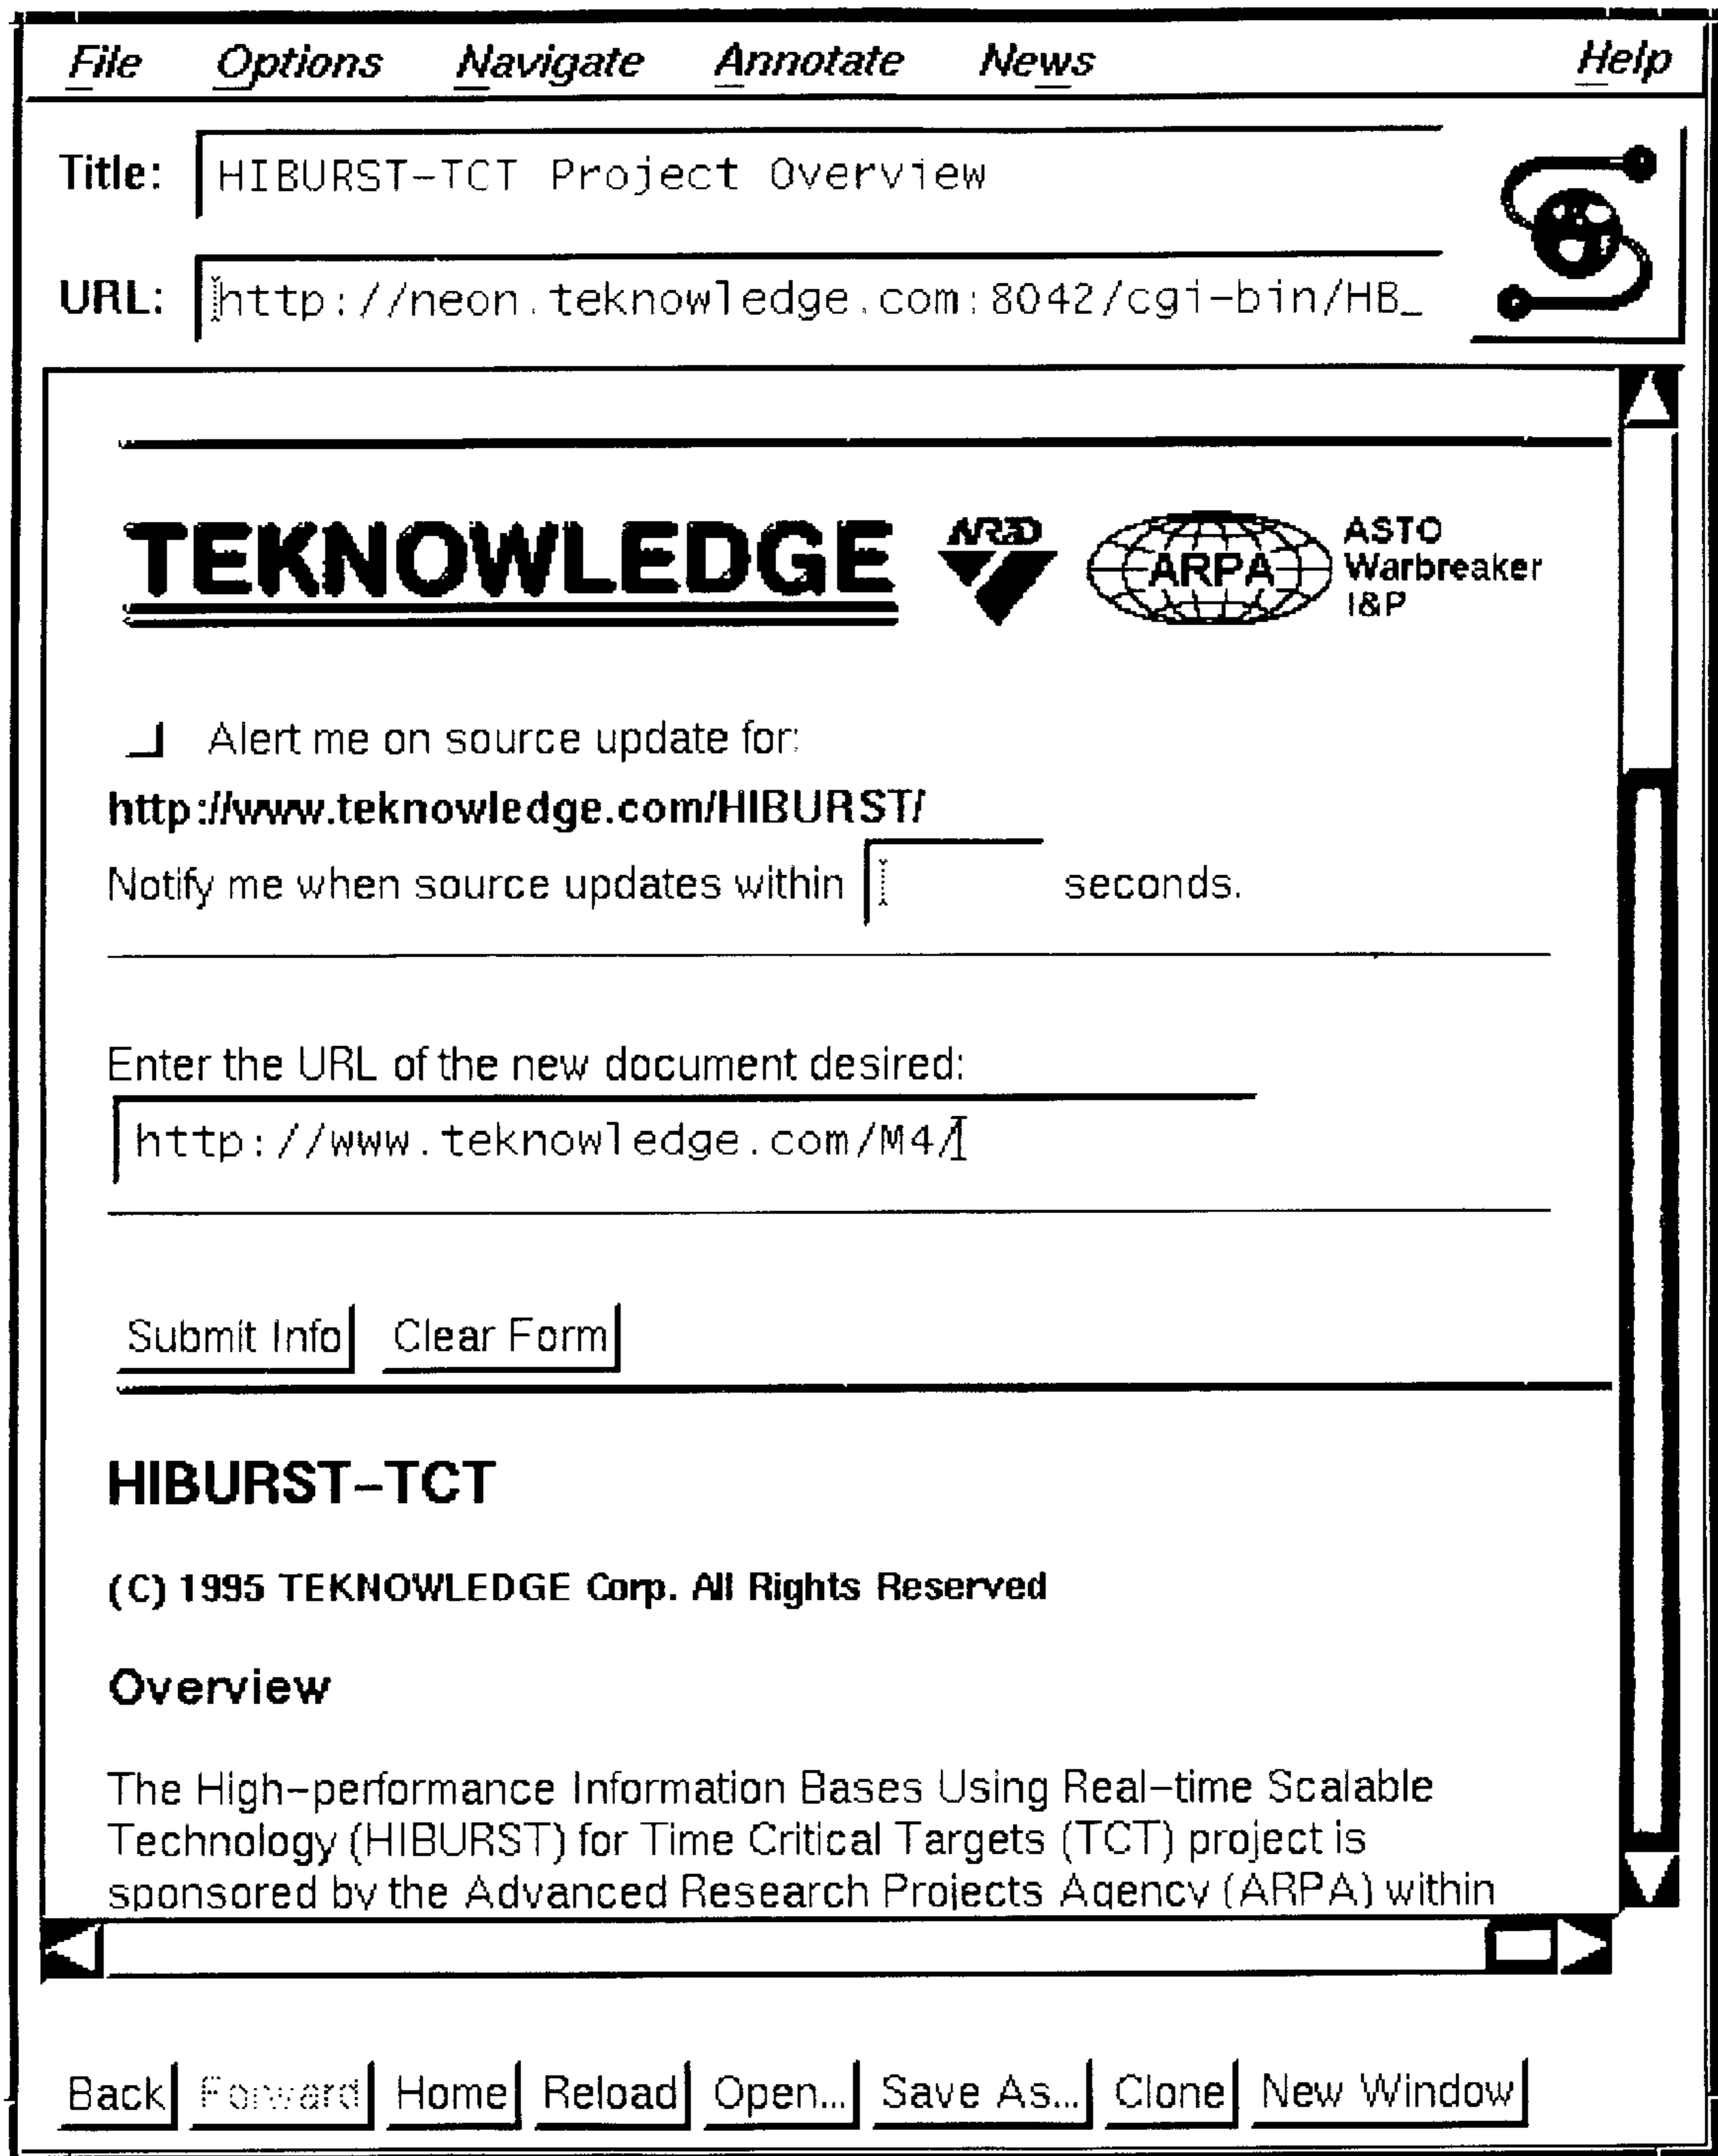 File Options Navigate Annotate News Help
Title: HIBURST-TCT Project Overview
URL: http://neon.teknowledge.com:8042/cgi-bin/HB_
TEKNOWLEDGE
ARPA
ASTO
Warbreaker
I&P
Alert me on source update for:
http://www.teknowledge.com/HIBURST/
Notify me when source updates within seconds.
Enter the URL of the new document desired:
http://www.teknowledge.com/M4/
Submit Info Clear Form
HIBURST-TCT
(C) 1995 TEKNOWLEDGE Corp. All Rights Reserved
Overview
The High-performance Information Bases Using Real-time Scalable
Technology (HIBURST) for Time Critical Targets (TCT) project is
sponsored by the Advanced Research Projects Agency (ARPA) within
Back Forward Home Reload Open... Save As... Clone New Window